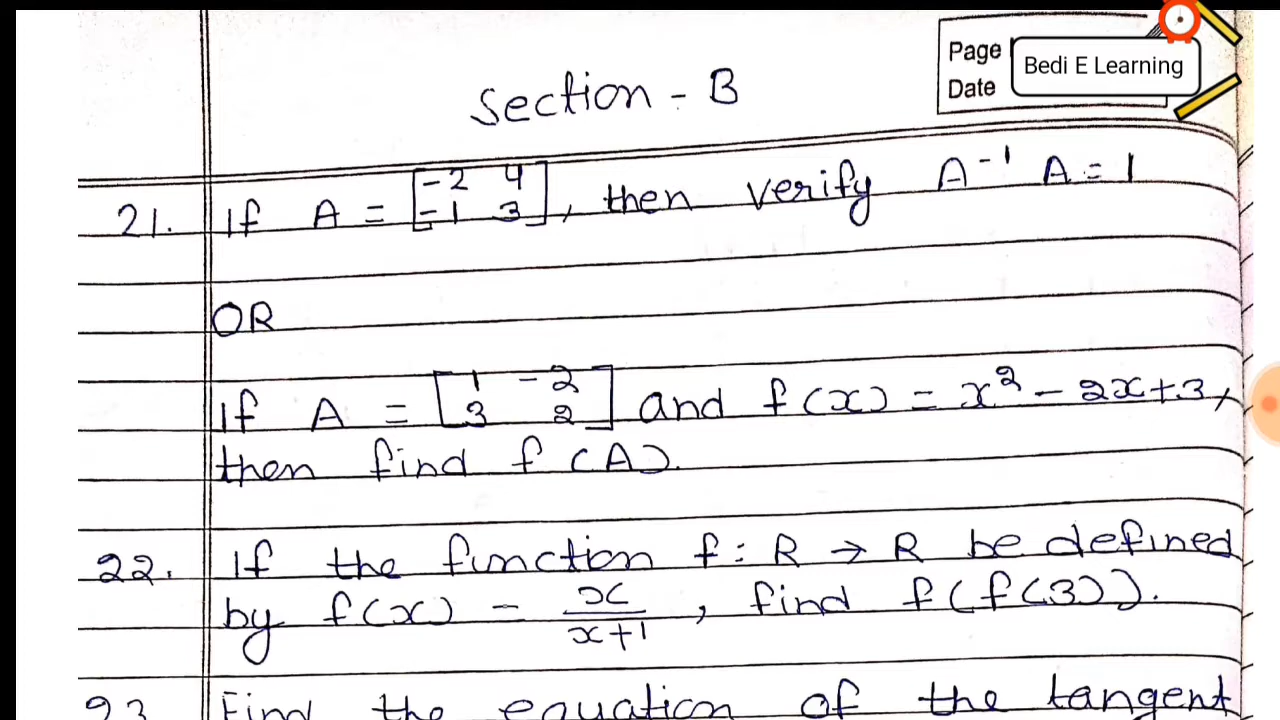 Page
Date
Bedi E Learning
Section - B
21. If A = [-2 4
-1 3], then verify A⁻¹ A = 1
OR
If A = [1 -2
3 2] and f(x) = x² - 2x+3,
then find f(A).
22. If the function f: R → R be defined
by f(x) - x/x+1, find f(f(3)).
23. Find the equation of the tangent